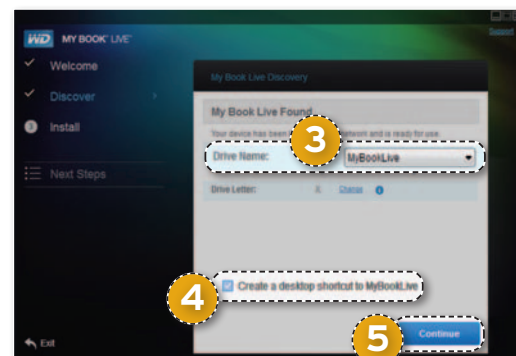 Support
WD MY BOOK LIVE
Welcome
Discover
3 Install
Next Steps
Exit
My Book Live Discovery
My Book Live Found
Your device has been network and is ready for use.
3
Drive Name: MyBookLive
Drive Letter: Change
4
Create a desktop shortcut to MyBookLive
5
Continue